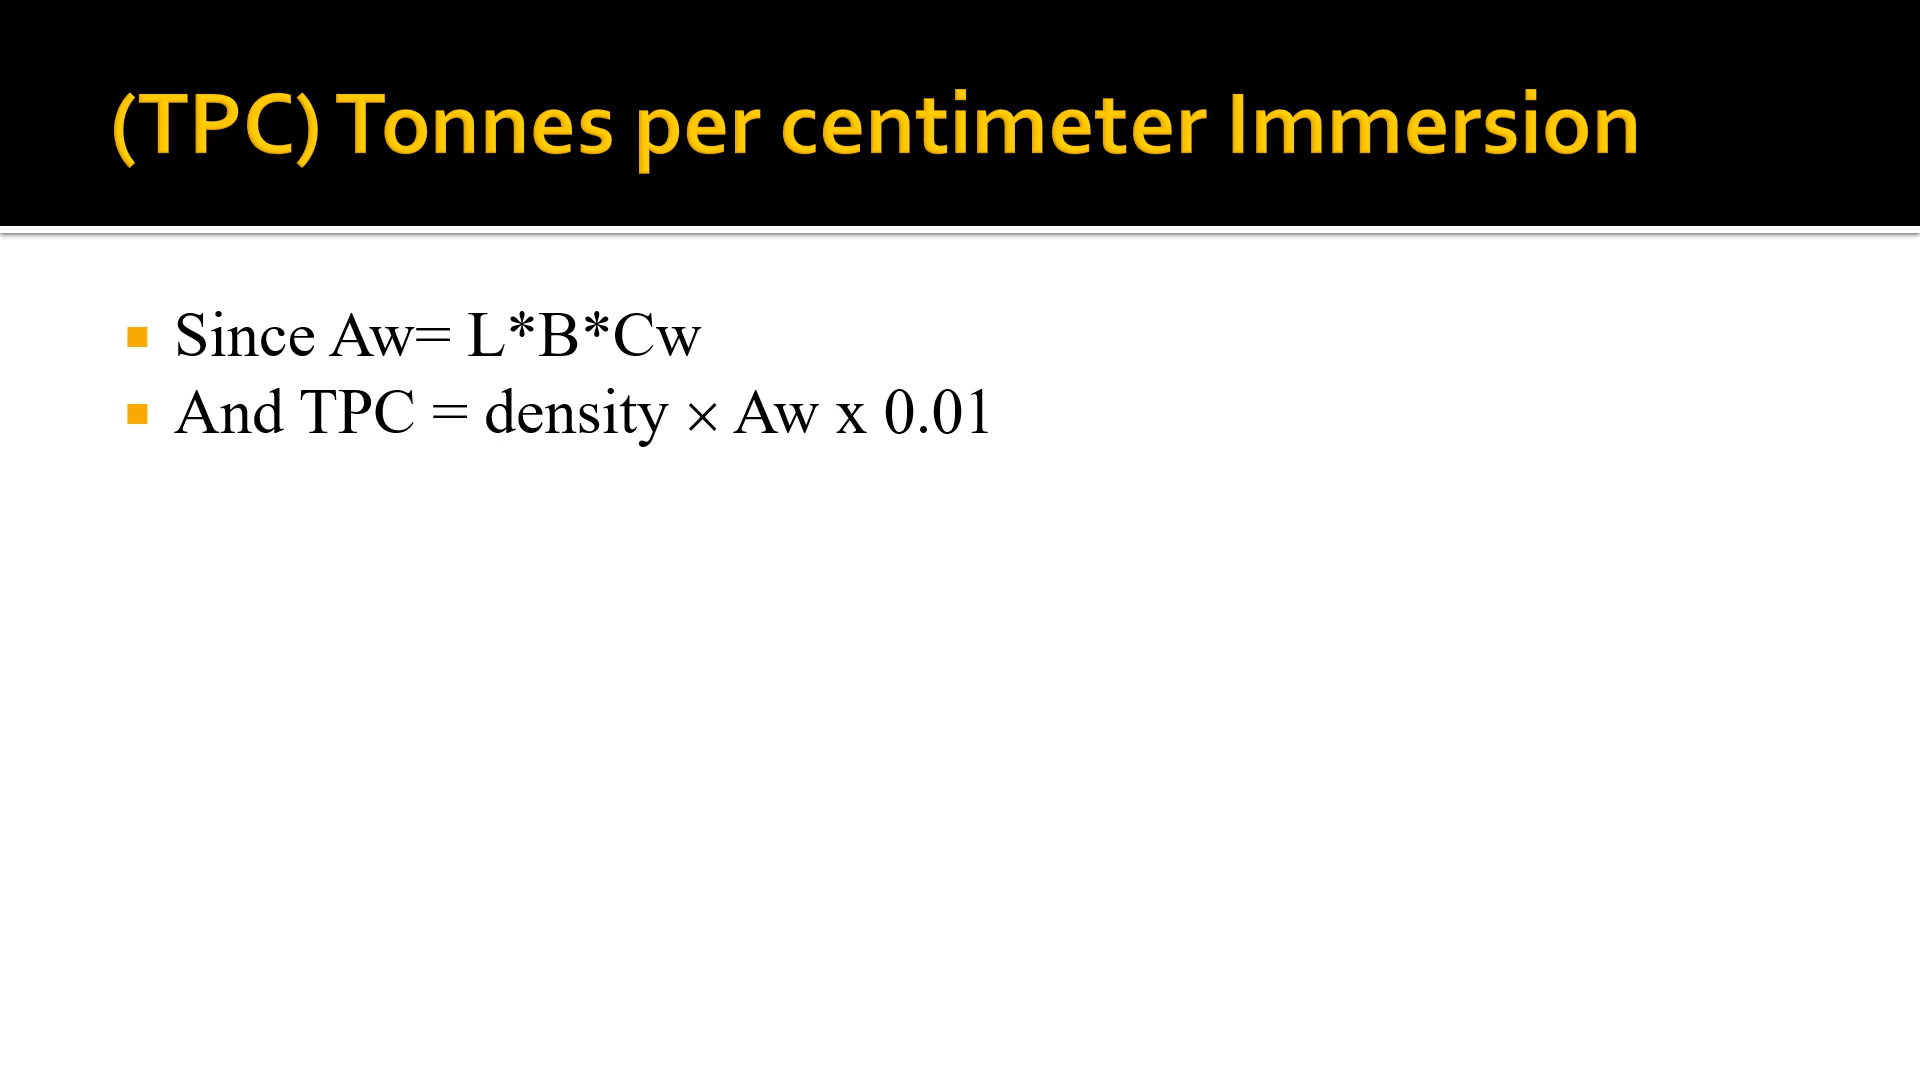 (TPC) Tonnes per centimeter Immersion
Since Aw= L*B*Cw
And TPC = density × Aw x 0.01